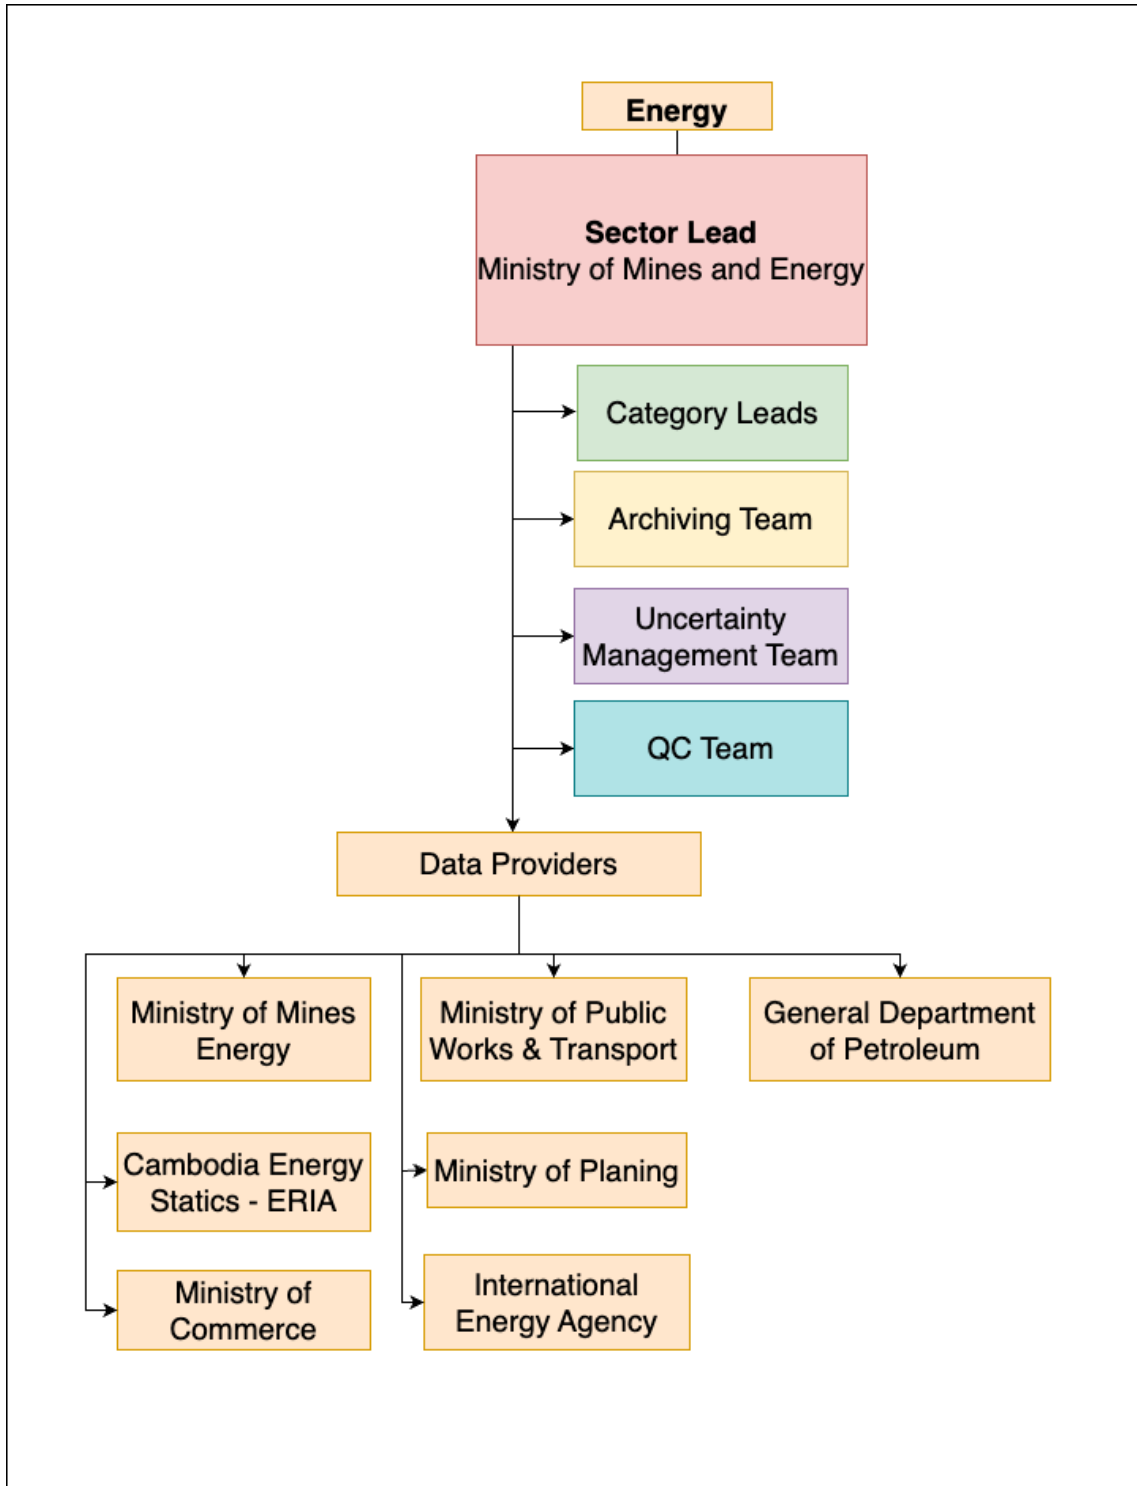 Energy
Sector Lead
Ministry of Mines and Energy
Category Leads
Archiving Team
Uncertainty
Management Team
QC Team
Data Providers
Ministry of Mines
Energy
Ministry of Public
Works & Transport
General Department
of Petroleum
Cambodia Energy
Statics - ERIA
Ministry of Planing
Ministry of
Commerce
International
Energy Agency